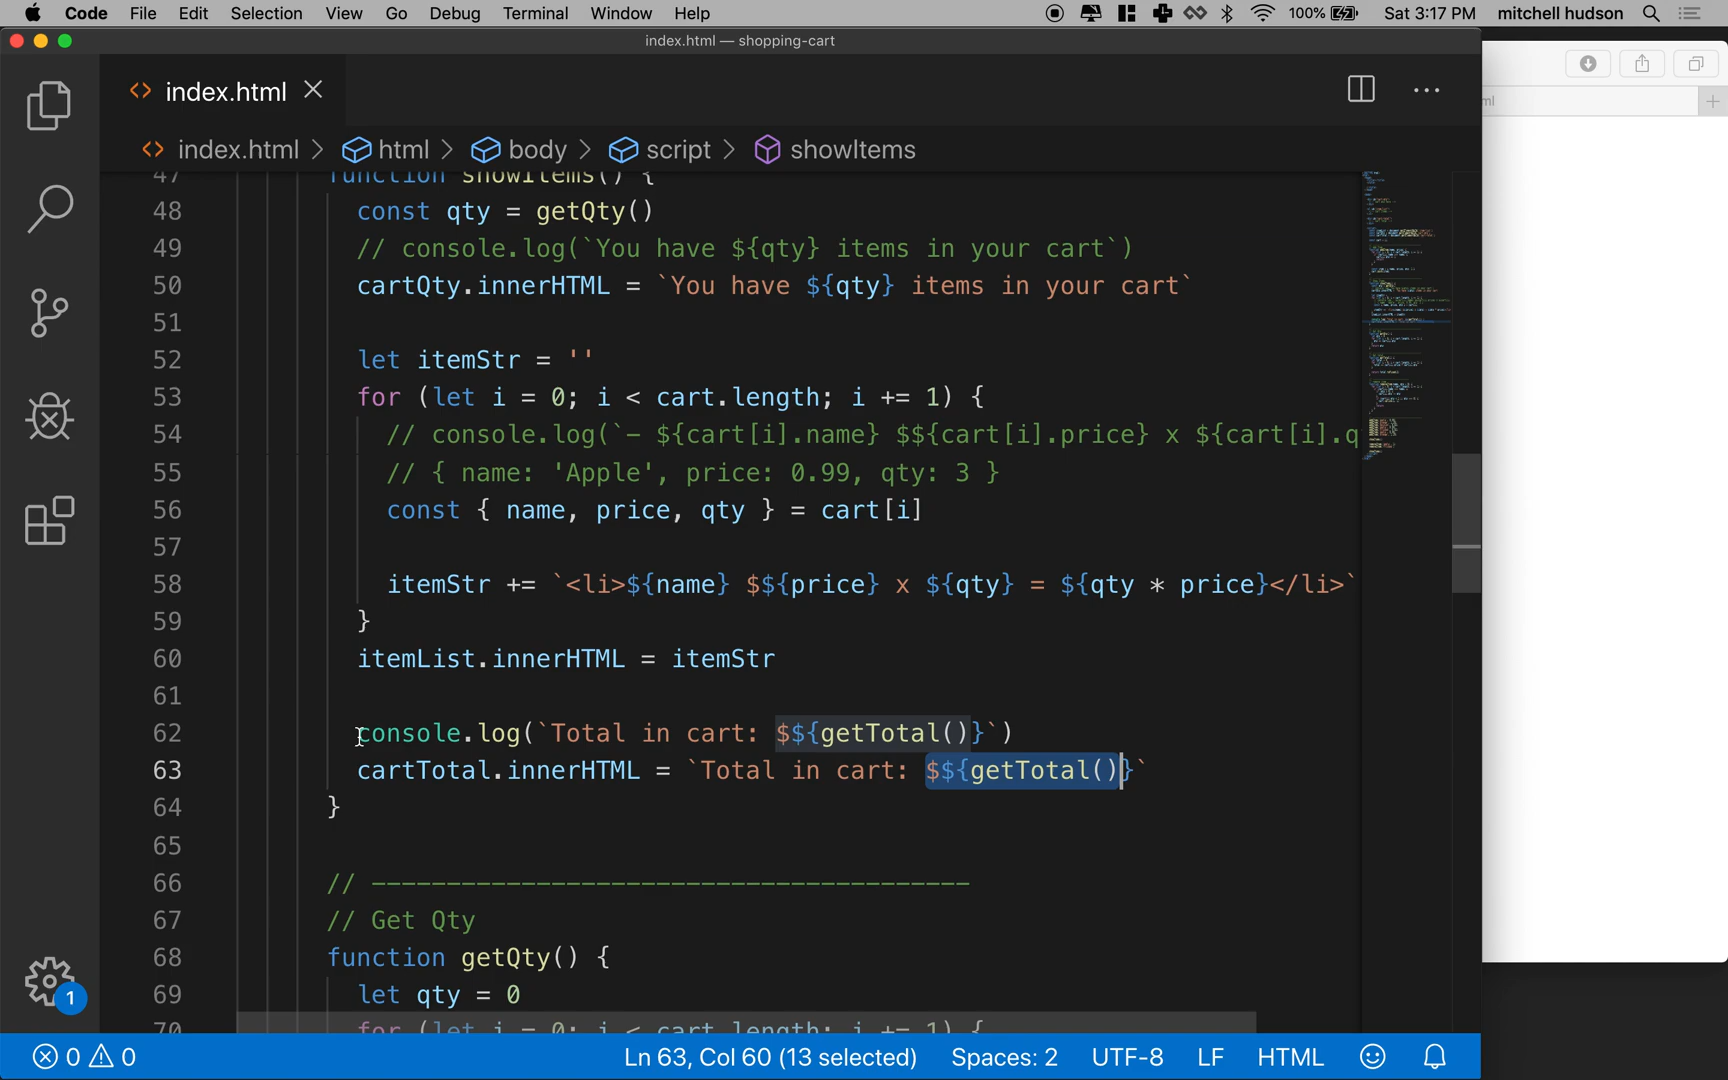 Code File Edit Selection View Go Debug Terminal Window Help 100% Sat 3:17 PM mitchell hudson
index.html — shopping-cart
index.html
index.html > html > body > script > showItems
47 function showItems() {
48 const qty = getQty()
49 // console.log(`You have ${qty} items in your cart`)
50 cartQty.innerHTML = `You have ${qty} items in your cart`
51
52 let itemStr = ''
53 for (let i = 0; i < cart.length; i += 1) {
54 // console.log(`- ${cart[i].name} $${cart[i].price} x ${cart[i].q
55 // { name: 'Apple', price: 0.99, qty: 3 }
56 const { name, price, qty } = cart[i]
57
58 itemStr += `<li>${name} $${price} x ${qty} = ${qty * price}</li>`
59 }
60 itemList.innerHTML = itemStr
61
62 console.log(`Total in cart: $${getTotal()}`)
63 cartTotal.innerHTML = `Total in cart: $${getTotal()}`
64 }
65
66 // ----------------------------------------
67 // Get Qty
68 function getQty() {
69 let qty = 0
70 for (let i = 0; i < cart.length; i += 1) {
1
0 0 Ln 63, Col 60 (13 selected) Spaces: 2 UTF-8 LF HTML
ml